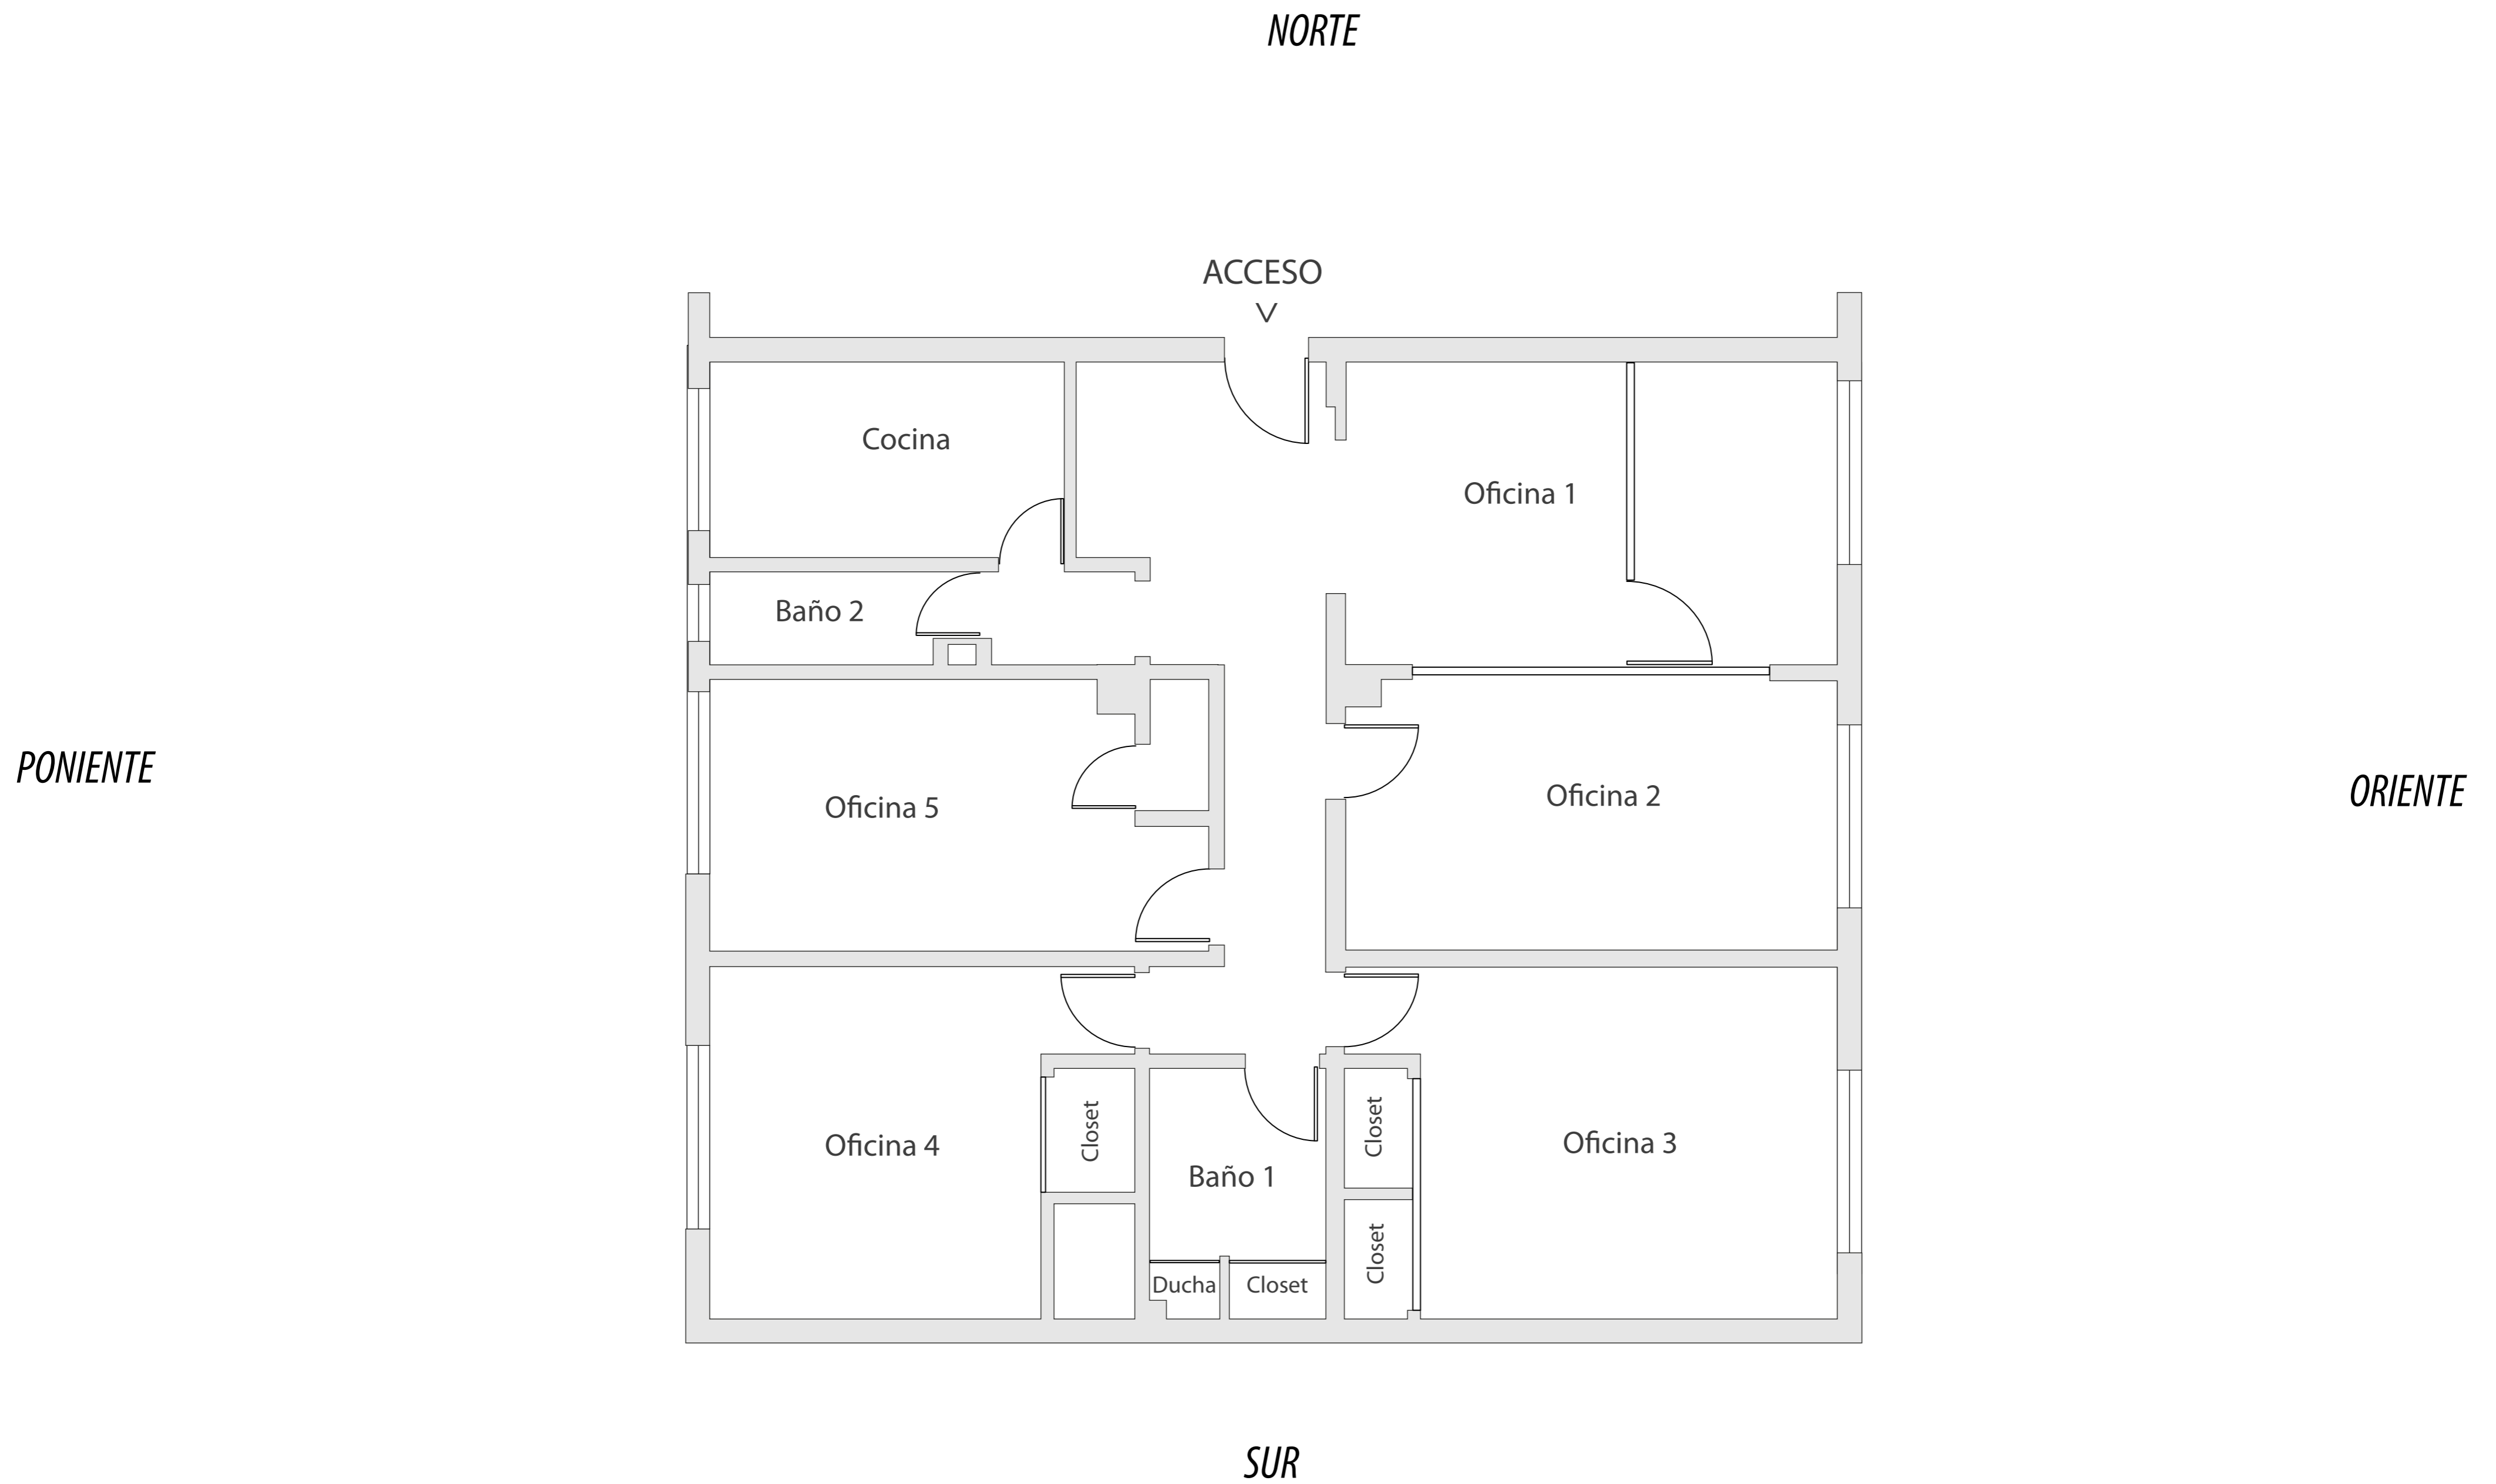 NORTE
ACCESO
Cocina
Oficina 1
Baño 2
PONIENTE
ORIENTE
Oficina 5
Oficina 2
Oficina 4
Closet
Baño 1
Closet
Oficina 3
Closet
Ducha
Closet
SUR